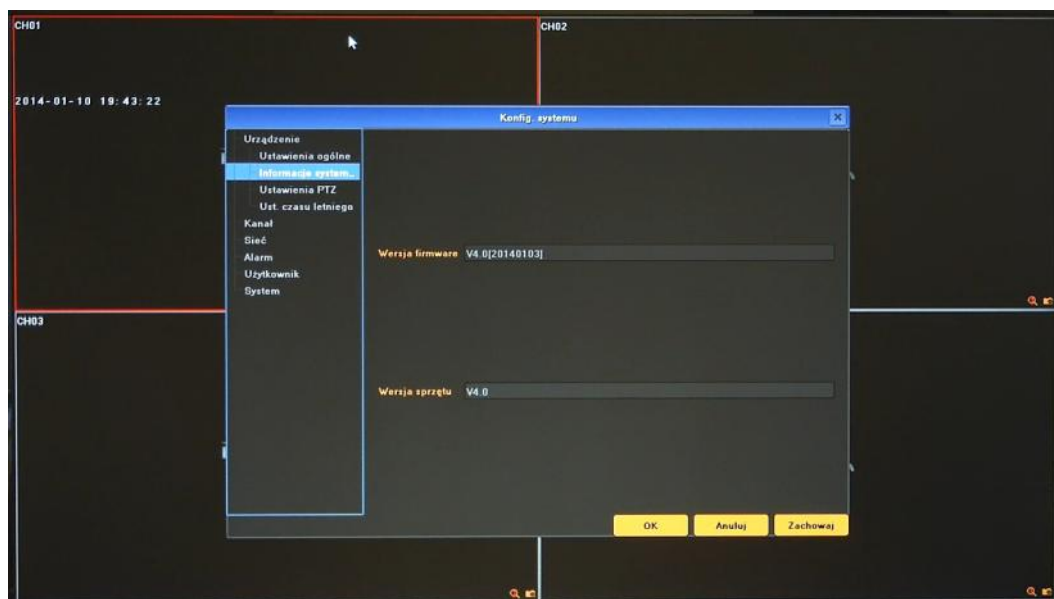 CH01
CH02
2014-01-10 19:43:22
Konfig. systemu
Urządzenie
Ustawienia ogólne
Informacje system..
Ustawienia PTZ
Ust. czasu letniego
Kanał
Sieć
Alarm
Użytkownik
System
Wersja firmware V4.0[20140103]
CH03
Wersja sprzętu V4.0
OK Anuluj Zachowaj